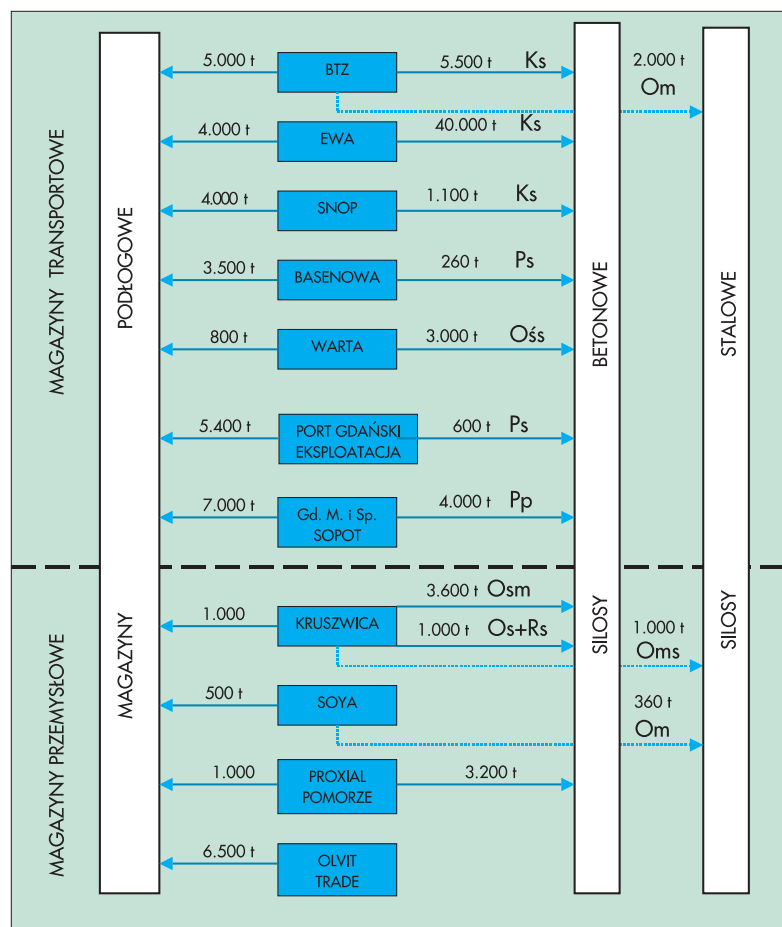 MAGAZYNY TRANSPORTOWE
MAGAZYNY PRZEMYSŁOWE
PODŁOGOWE
MAGAZYNY
BETONOWE
SILOSY
STALOWE
SILOSY
5.000 t BTZ 5.500 t Ks 2.000 t
Om
4.000 t EWA 40.000 t Ks
4.000 t SNOP 1.100 t Ks
3.500 t BASENOWA 260 t Ps
800 t WARTA 3.000 t Ośs
5.400 t PORT GDAŃSKI 600 t Ps
EKSPLOATACJA
7.000 t Gd. M. i Sp. 4.000 t Pp
SOPOT
3.600 t Osm
1.000 KRUSZWICA 1.000 t Os+Rs 1.000 t
Oms
500 t SOYA 360 t
Om
1.000 PROXIAL 3.200 t
POMORZE
6.500 t OLVIT
TRADE